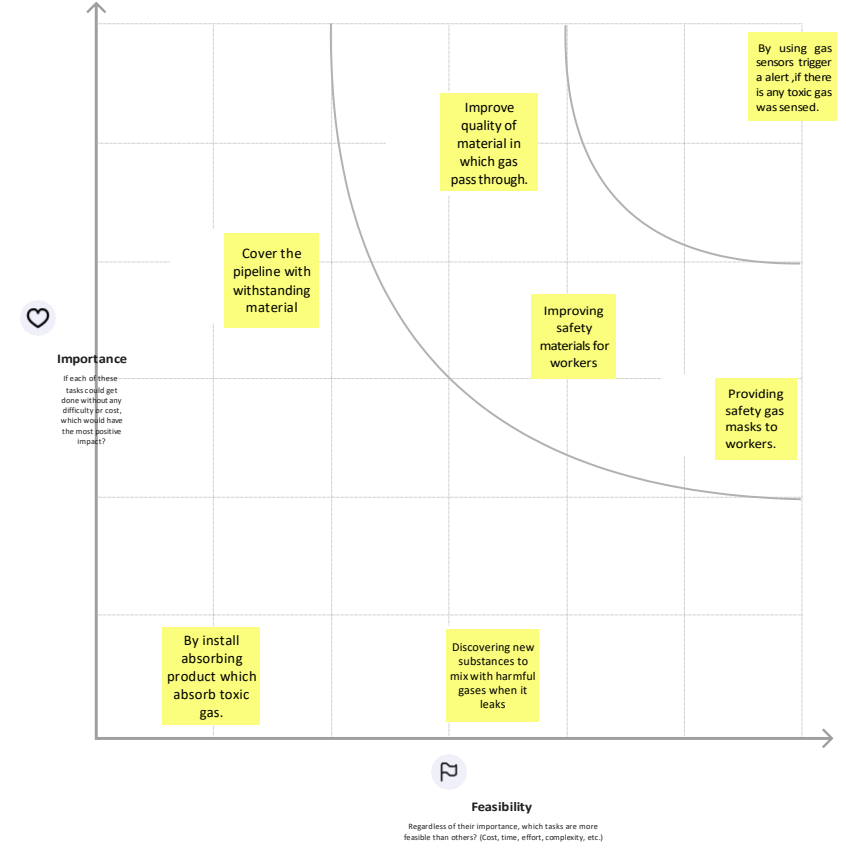 By using gas
sensors trigger
a alert ,if there
is any toxic gas
was sensed.
Improve
quality of
material in
which gas
pass through.
Cover the
pipeline with
withstanding
material
Improving
safety
materials for
workers
Importance
If each of these
tasks could get
done without any
difficulty or cost,
which would have
the most positive
impact?
Providing
safety gas
masks to
workers.
By install
absorbing
product which
absorb toxic
gas.
Discovering new
substances to
mix with harmful
gases when it
leaks
Feasibility
Regardless of their importance, which tasks are more
feasible than others? (Cost, time, effort, complexity, etc.)